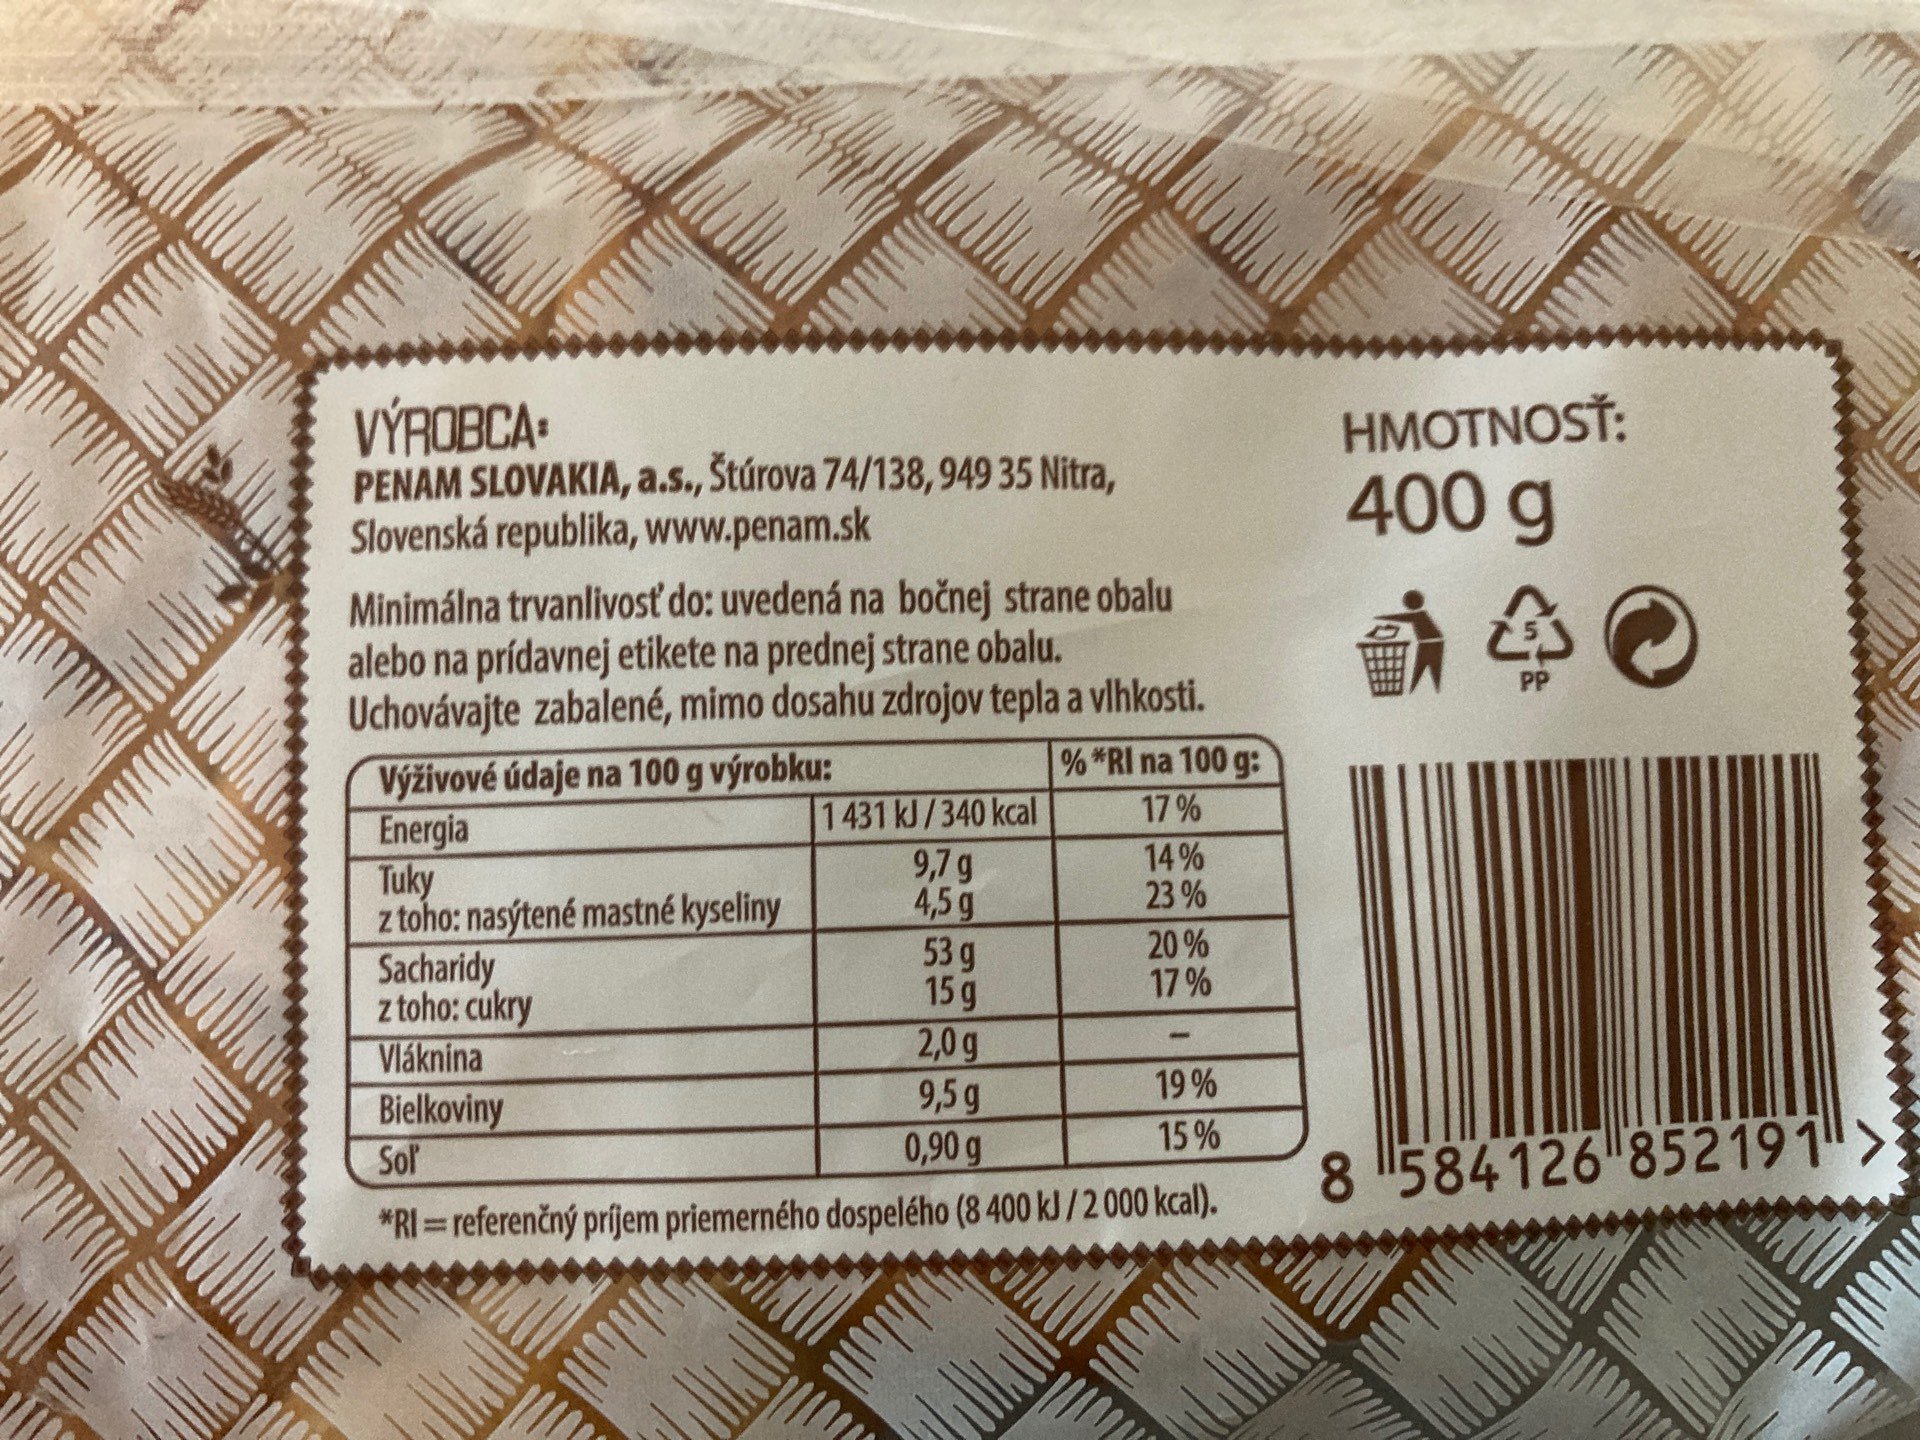 VÝROBCA:
PENAM SLOVAKIA, a.s., Štúrova 74/138, 949 35 Nitra,
Slovenská republika, www.penam.sk
Minimálna trvanlivosť do: uvedená na bočnej strane obalu
alebo na prídavnej etikete na prednej strane obalu.
Uchovávajte zabalené, mimo dosahu zdrojov tepla a vlhkosti.
Výživové údaje na 100 g výrobku: % *RI na 100 g:
Energia 1 431 kJ / 340 kcal 17 %
Tuky 9,7 g 14 %
z toho: nasýtené mastné kyseliny 4,5 g 23 %
Sacharidy 53 g 20 %
z toho: cukry 15 g 17 %
Vláknina 2,0 g –
Bielkoviny 9,5 g 19 %
Soľ 0,90 g 15 %
*RI = referenčný príjem priemerného dospelého (8 400 kJ / 2 000 kcal).
HMOTNOSŤ:
400 g
5
PP
8 584126 852191 >